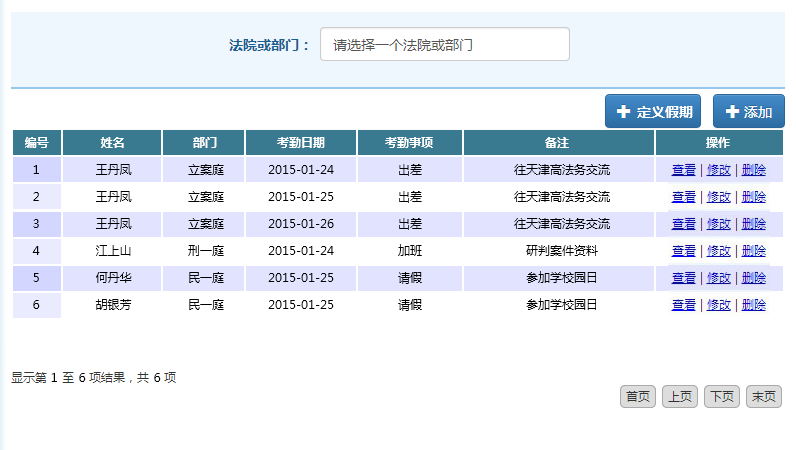 法院或部门： 请选择一个法院或部门
定义假期 添加
编号 姓名 部门 考勤日期 考勤事项 备注 操作
1 王丹凤 立案庭 2015-01-24 出差 往天津高法务交流 查看 | 修改 | 删除
2 王丹凤 立案庭 2015-01-25 出差 往天津高法务交流 查看 | 修改 | 删除
3 王丹凤 立案庭 2015-01-26 出差 往天津高法务交流 查看 | 修改 | 删除
4 江上山 刑一庭 2015-01-24 加班 研判案件资料 查看 | 修改 | 删除
5 何丹华 民一庭 2015-01-25 请假 参加学校园日 查看 | 修改 | 删除
6 胡银芳 民一庭 2015-01-25 请假 参加学校园日 查看 | 修改 | 删除
显示第 1 至 6 项结果，共 6 项
首页 上页 下页 末页